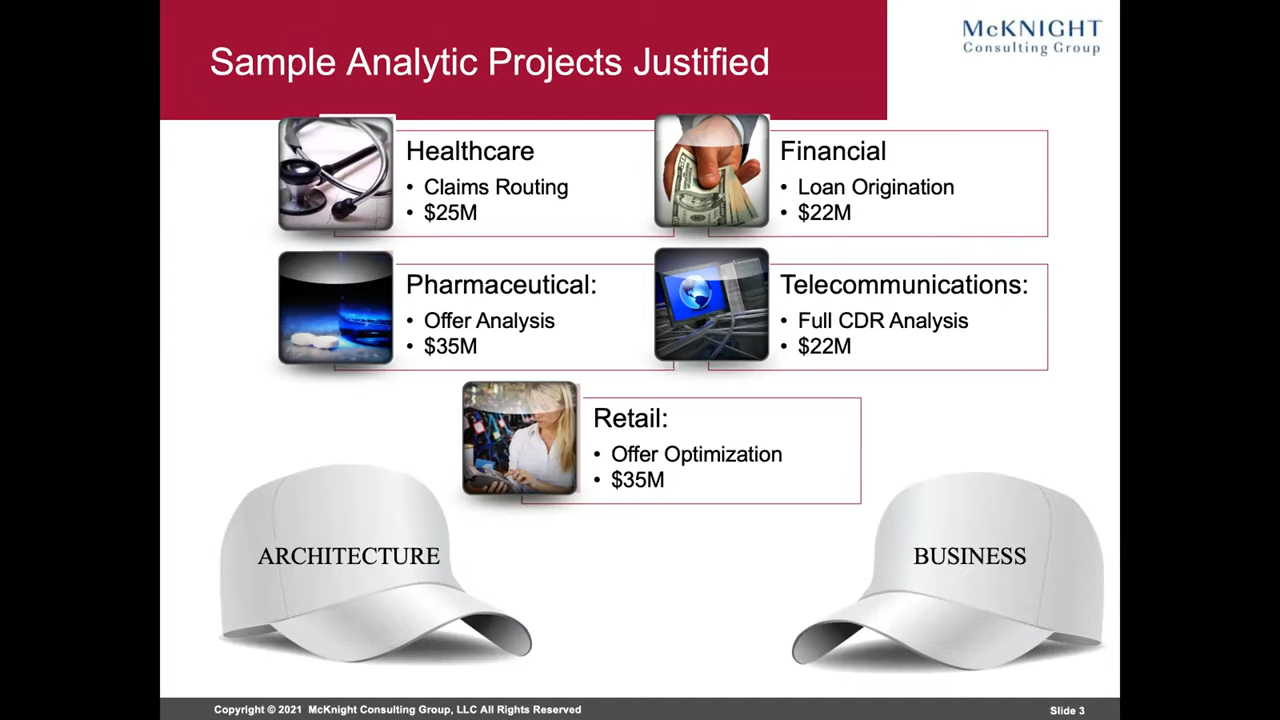 Sample Analytic Projects Justified
McKNIGHT
Consulting Group
Healthcare
• Claims Routing
• $25M
Financial
• Loan Origination
• $22M
Pharmaceutical:
• Offer Analysis
• $35M
Telecommunications:
• Full CDR Analysis
• $22M
Retail:
• Offer Optimization
• $35M
ARCHITECTURE
BUSINESS
Copyright © 2021 McKnight Consulting Group, LLC All Rights Reserved
Slide 3